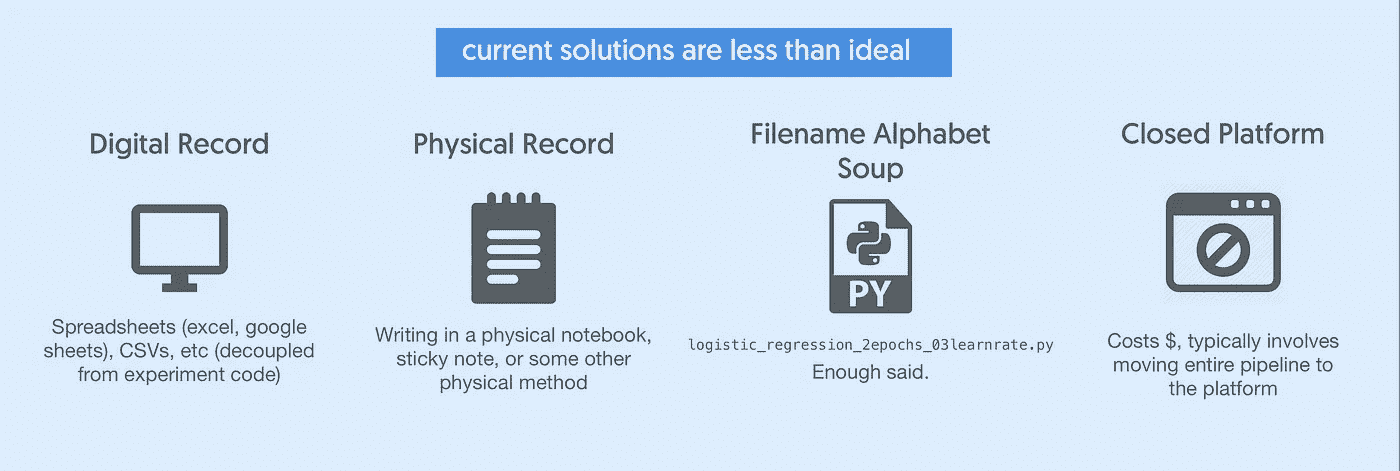 current solutions are less than ideal
Digital Record
Spreadsheets (excel, google
sheets), CSVs, etc (decoupled
from experiment code)
Physical Record
Writing in a physical notebook,
sticky note, or some other
physical method
Filename Alphabet
Soup
PY
logistic_regression_2epochs_03learnrate.py
Enough said.
Closed Platform
Costs $, typically involves
moving entire pipeline to
the platform